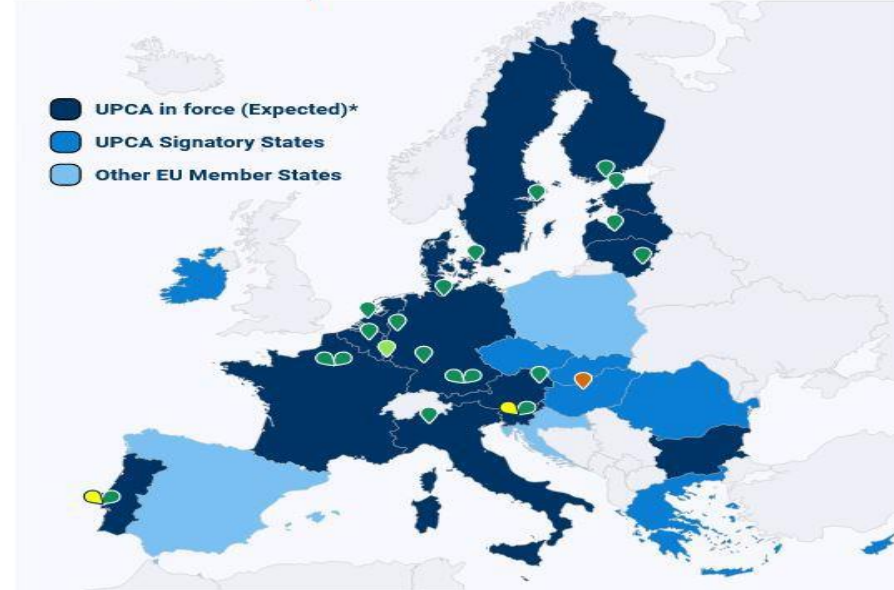 UPCA in force (Expected)*
UPCA Signatory States
Other EU Member States